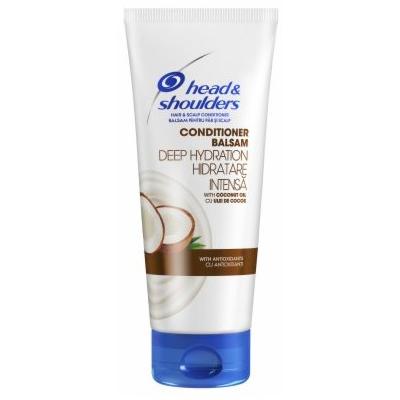 head &
shoulders
HAIR & SCALP CONDITIONER
BALSAM PENTRU PĂR ȘI SCALP
CONDITIONER
BALSAM
DEEP HYDRATION
HIDRATARE
INTENSĂ
WITH COCONUT OIL
CU ULEI DE COCOS
WITH ANTIOXIDANTS
CU ANTIOXIDANȚI